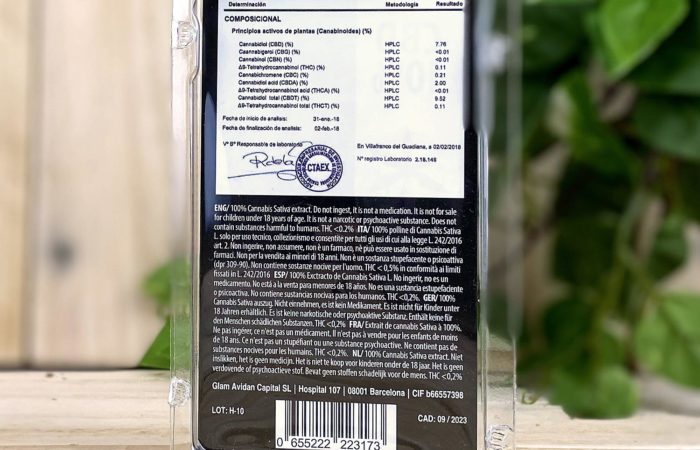 Determinación Metodología Resultado
COMPOSICIONAL
Principios activos de plantas (Canabinoides) (%)
Cannabidiol (CBD) (%) HPLC 7.76
Caannabigerol (CBG) (%) HPLC <0.01
Cannabinol (CBN) (%) HPLC <0.01
Δ9-Tetrahydrocannabinol (THC) (%) HPLC 0.11
Cannabichromene (CBC) (%) HPLC 0.21
Cannabidiol acid (CBDA) (%) HPLC 2.00
Δ9-Tetrahydrocannabinol acid (THCA) (%) HPLC <0.01
Cannabidiol total (CBDT) (%) HPLC 9.52
Δ9-Tetrahydrocannabinol total (THCT) (%) HPLC 0.11
Fecha de inicio de analisis: 31-ene.-18
Fecha de finalización de analisis: 02-feb.-18
Vº Bº Responsable de laboratorio En Villafranco del Guadiana, a 02/02/2018
Nº registro Laboratorio 2.18.148
CTAEX
ENG/ 100% Cannabis Sativa extract. Do not ingest, it is not a medication. It is not for sale
for children under 18 years of age. It is not a narcotic or psychoactive substance. Does not
contain substances harmful to humans. THC <0.2% ITA/ 100% polline di Cannabis Sativa
L. solo per uso tecnico, collezionismo e consentite per tutti gli usi di cui alla legge L. 242/2016
art. 2. Non ingerire, non assumere, non è un farmaco, né può essere usato in sostituzione di
farmaci. Non per la vendita ai minori di 18 anni. Non è una sostanza stupefacente o psicoattiva
(dpr 309-90). Non contiene sostanze nocive per l'uomo. THC < 0,5% in conformità ai limiti
fissati in L. 242/2016 ESP/ 100% Exctracto de Cannabis Sativa L. No ingerir, no es un
medicamento. No está a la venta para menores de 18 años. No es una sustancia estupefaciente
o psicoactiva. No contiene sustancias nocivas para los humanos. THC <0,2%. GER/ 100%
Cannabis Sativa auszug. Nicht einnehmen, es ist kein Medikament. Es ist nicht für Kinder unter
18 Jahren erhältlich. Es ist keine narkotische oder psychoaktive Substanz. Enthält keine für
den Menschen schädlichen Substanzen. THC <0,2% FRA/ Extrait de cannabis Sativa à 100%.
Ne pas ingérer, ce n'est pas un médicament. Il n'est pas à vendre pour les enfants de moins
de 18 ans. Ce n'est pas un stupéfiant ou une substance psychoactive. Ne contient pas de
substances nocives pour les humains. THC <0,2%. NL/ 100% Cannabis Sativa extract. Niet
inslikken, het is geen medicijn. Het is niet te koop voor kinderen onder de 18 jaar. Het is geen
verdovende of psychoactieve stof. Bevat geen stoffen schadelijk voor de mens. THC <0,2%
Glam Avidan Capital SL | Hospital 107 | 08001 Barcelona | CIF b66557398
LOT: H-10 CAD: 09 / 2023
0 655222 223173